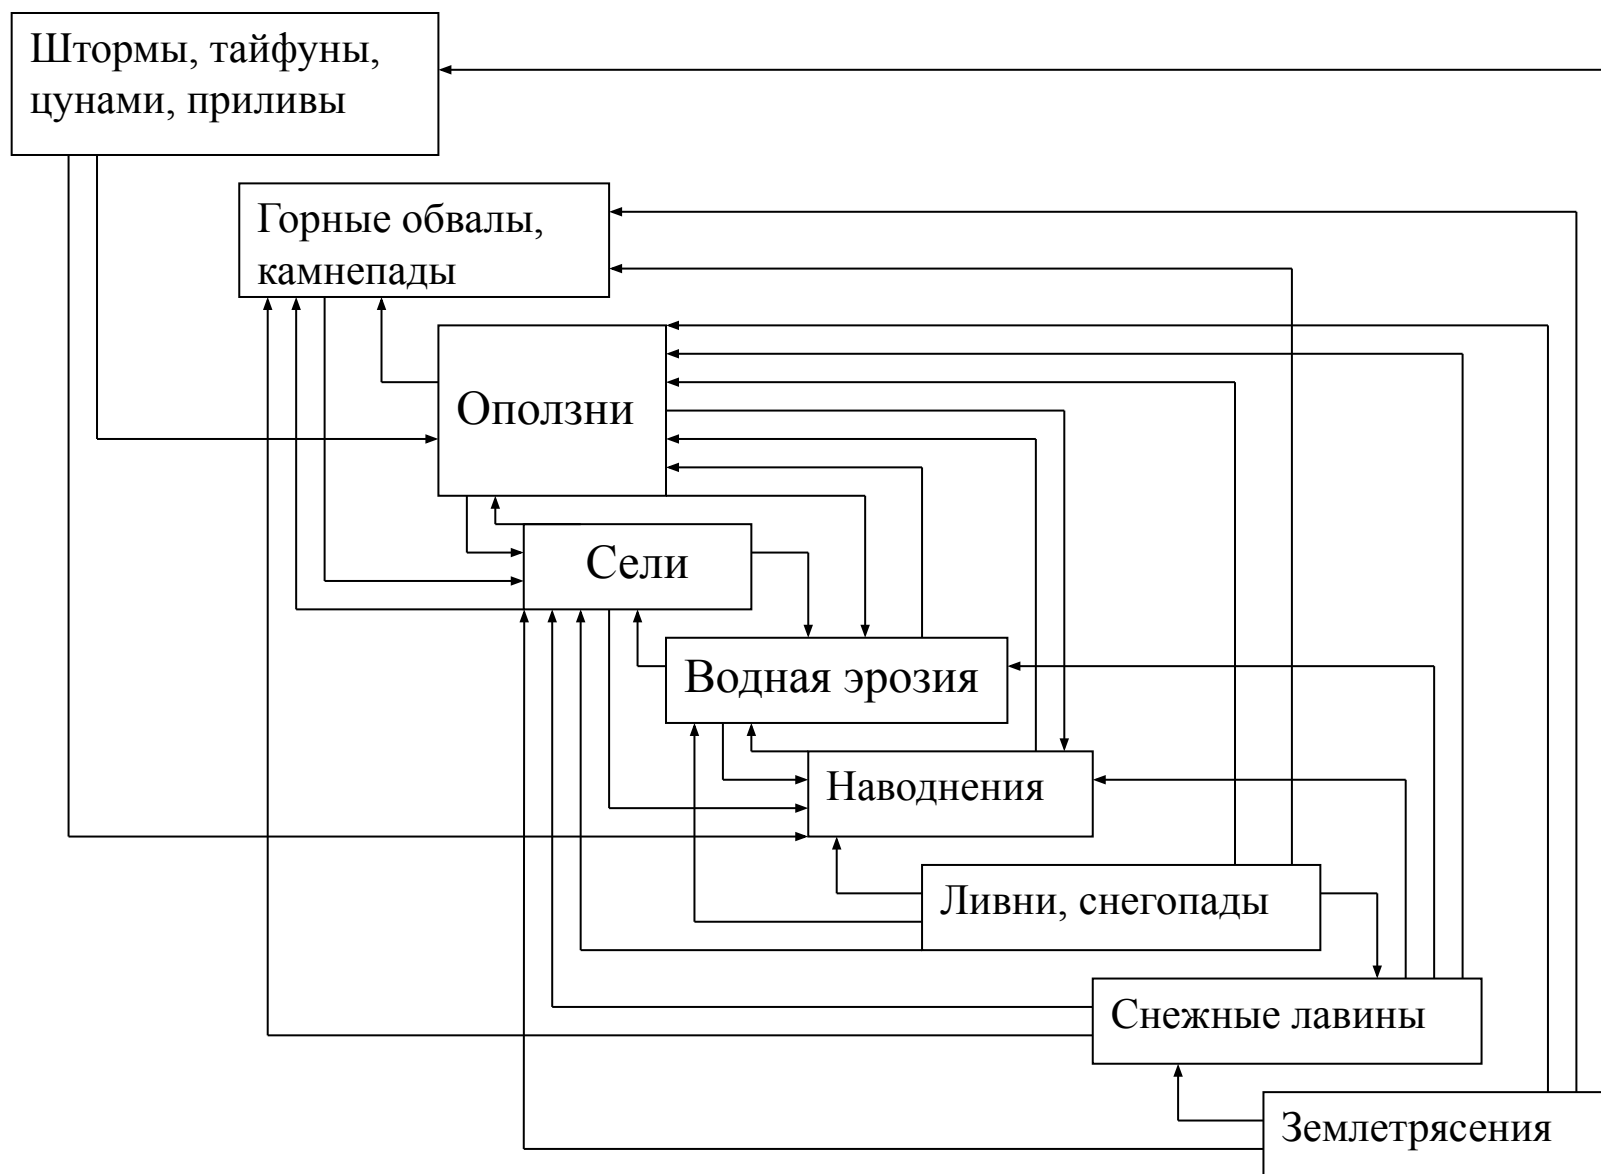 Штормы, тайфуны,
цунами, приливы
Горные обвалы,
камнепады
Оползни
Сели
Водная эрозия
Наводнения
Ливни, снегопады
Снежные лавины
Землетрясения